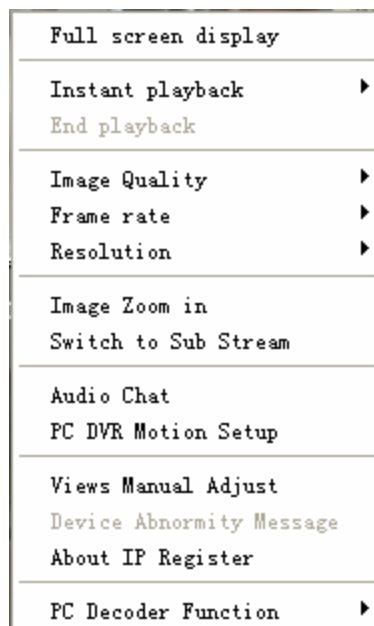 Full screen display
Instant playback
End playback
Image Quality
Frame rate
Resolution
Image Zoom in
Switch to Sub Stream
Audio Chat
PC DVR Motion Setup
Views Manual Adjust
Device Abnormity Message
About IP Register
PC Decoder Function